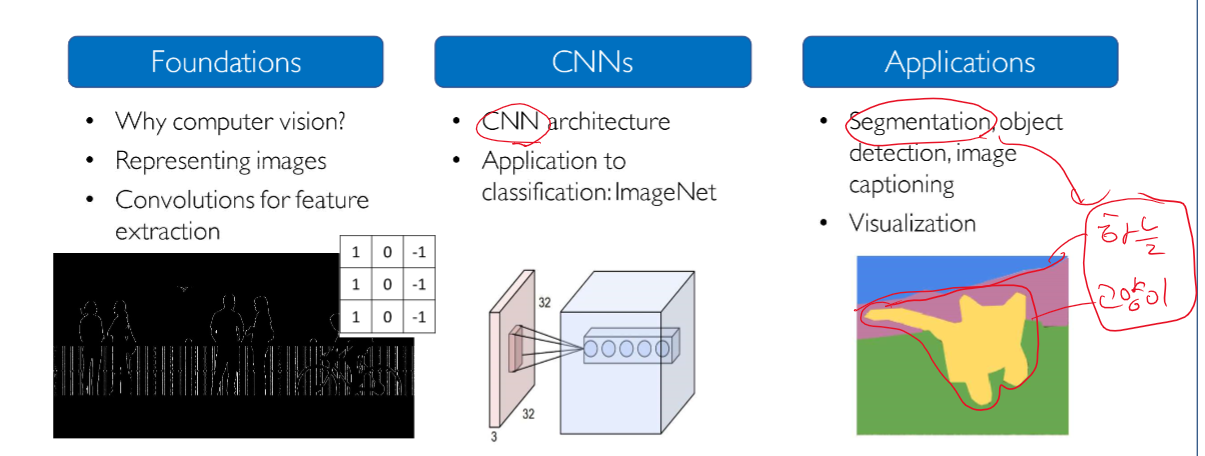 Foundations
• Why computer vision?
• Representing images
• Convolutions for feature
extraction
1 0 -1
1 0 -1
1 0 -1
CNNs
• CNN architecture
• Application to
classification: ImageNet
32
32
3
Applications
• Segmentation, object
detection, image
captioning
• Visualization
하늘
고양이